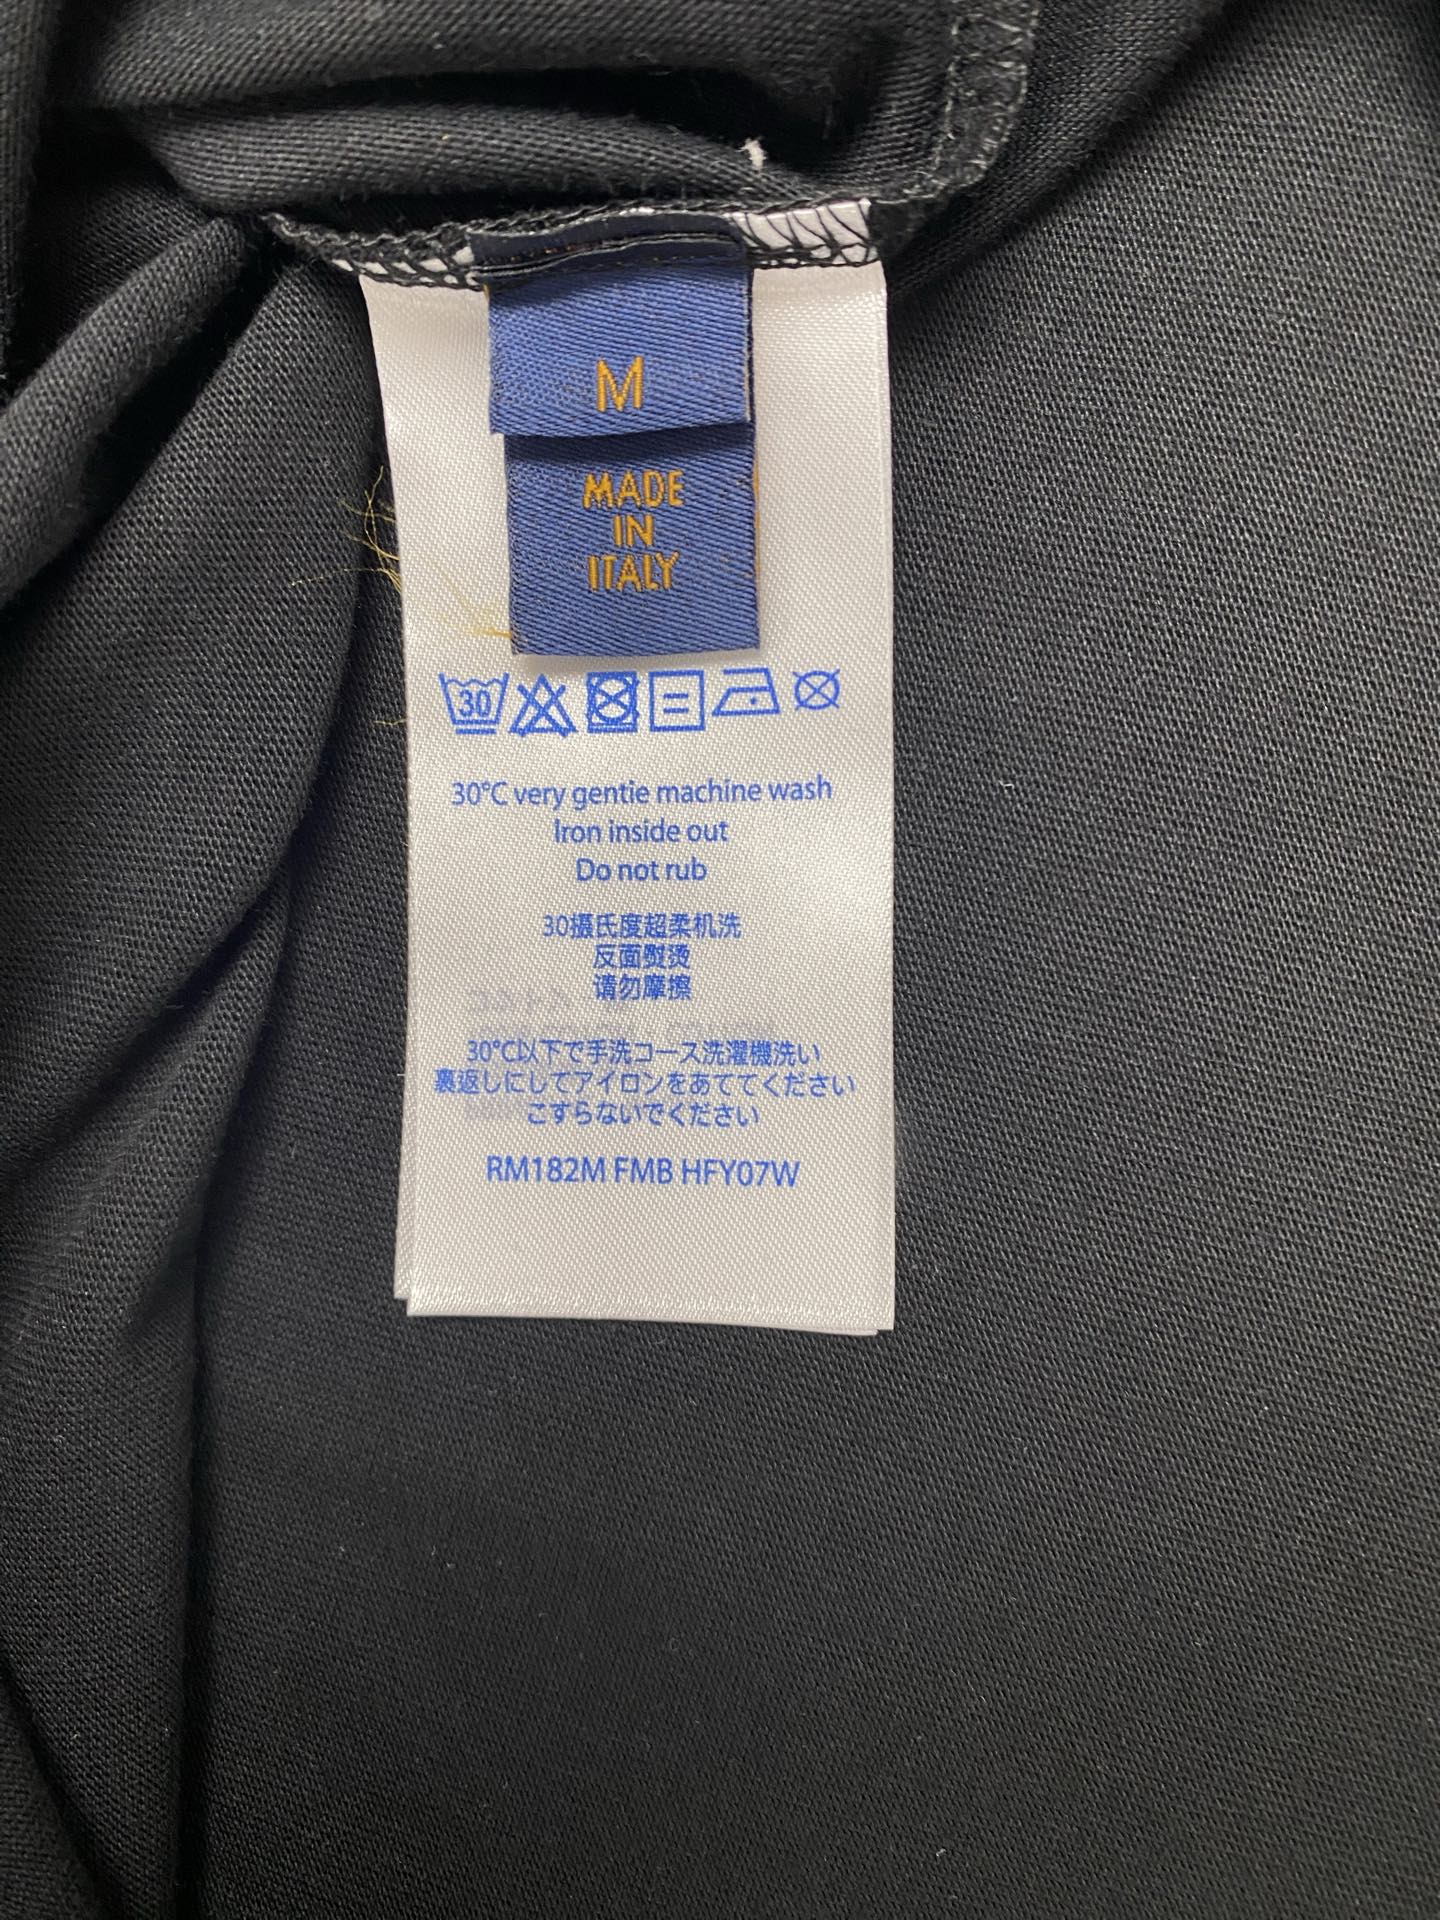 M
MADE
IN
ITALY
30
30°C very gentie machine wash
Iron inside out
Do not rub
30摄氏度超柔机洗
反面熨烫
请勿摩擦
30°C以下で手洗コース洗濯機洗い
裏返しにしてアイロンをあててください
こすらないでください
RM182M FMB HFY07W